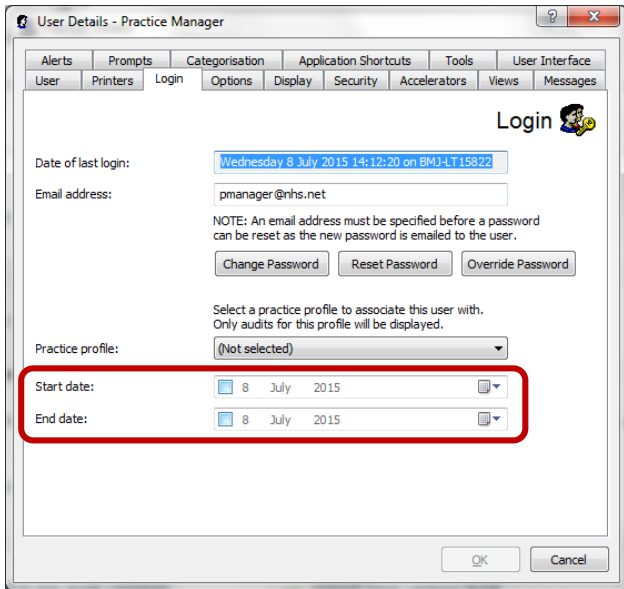 User Details - Practice Manager
?
Alerts Prompts Categorisation Application Shortcuts Tools User Interface
User Printers Login Options Display Security Accelerators Views Messages
Login
Date of last login: Wednesday 8 July 2015 14:12:20 on BMJ-LT15822
Email address: pmanager@nhs.net
NOTE: An email address must be specified before a password
can be reset as the new password is emailed to the user.
Change Password Reset Password Override Password
Select a practice profile to associate this user with.
Only audits for this profile will be displayed.
Practice profile: (Not selected)
Start date: 8 July 2015
End date: 8 July 2015
OK Cancel